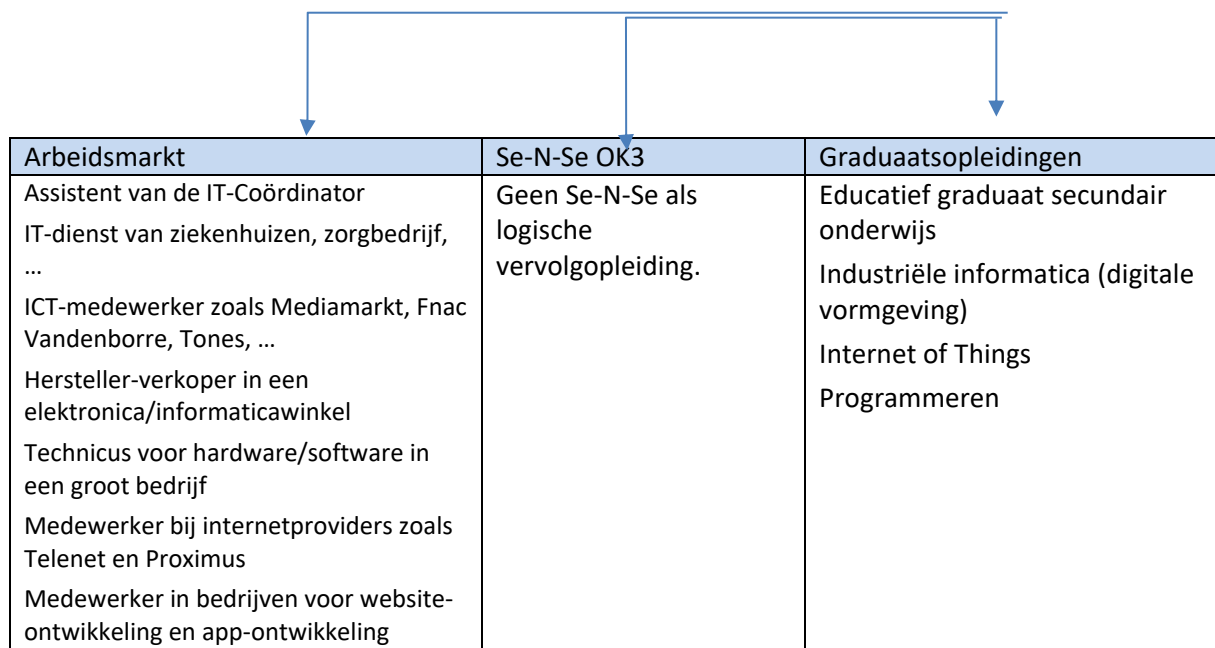 Arbeidsmarkt
Assistent van de IT-Coördinator
IT-dienst van ziekenhuizen, zorgbedrijf,
…
ICT-medewerker zoals Mediamarkt, Fnac
Vandenborre, Tones, …
Hersteller-verkoper in een
elektronica/informaticawinkel
Technicus voor hardware/software in
een groot bedrijf
Medewerker bij internetproviders zoals
Telenet en Proximus
Medewerker in bedrijven voor website-
ontwikkeling en app-ontwikkeling
Se-N-Se OK3
Geen Se-N-Se als
logische
vervolgopleiding.
Graduaatsopleidingen
Educatief graduaat secundair
onderwijs
Industriële informatica (digitale
vormgeving)
Internet of Things
Programmeren